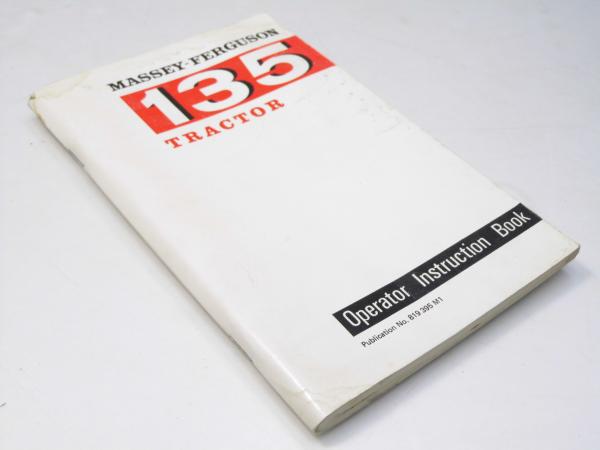 MASSEY-FERGUSON
135
TRACTOR
Operator Instruction Book
Publication No. 819 395 M1